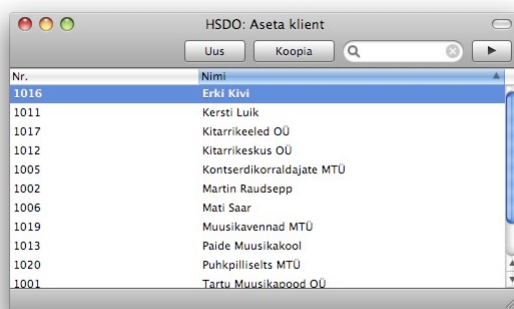 HSDO: Aseta klient
Uus Koopia
Nr. Nimi
1016 Erki Kivi
1011 Kersti Luik
1017 Kitarrikeeled OÜ
1012 Kitarrikeskus OÜ
1005 Kontserdikorraldajate MTÜ
1002 Martin Raudsepp
1006 Mati Saar
1019 Muusikavennad MTÜ
1013 Paide Muusikakool
1020 Puhkpilliselts MTÜ
1001 Tartu Muusikapood OÜ